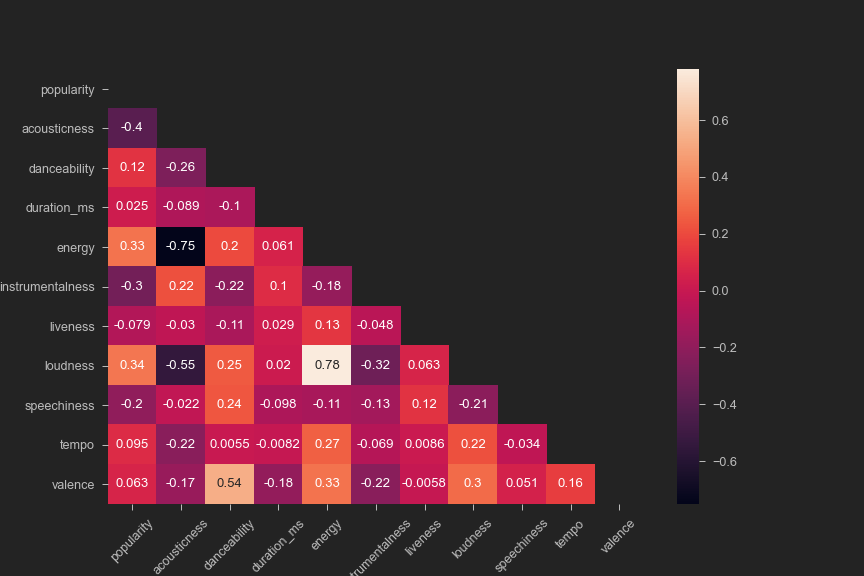 popularity
acousticness -0.4
danceability 0.12 -0.26
duration_ms 0.025 -0.089 -0.1
energy 0.33 -0.75 0.2 0.061
instrumentalness -0.3 0.22 -0.22 0.1 -0.18
liveness -0.079 -0.03 -0.11 0.029 0.13 -0.048
loudness 0.34 -0.55 0.25 0.02 0.78 -0.32 0.063
speechiness -0.2 -0.022 0.24 -0.098 -0.11 -0.13 0.12 -0.21
tempo 0.095 -0.22 0.0055 -0.0082 0.27 -0.069 0.0086 0.22 -0.034
valence 0.063 -0.17 0.54 -0.18 0.33 -0.22 -0.0058 0.3 0.051 0.16
popularity
acousticness
danceability
duration_ms
energy
strumentalness
liveness
loudness
speechiness
tempo
valence
0.6
0.4
0.2
0.0
−0.2
−0.4
−0.6